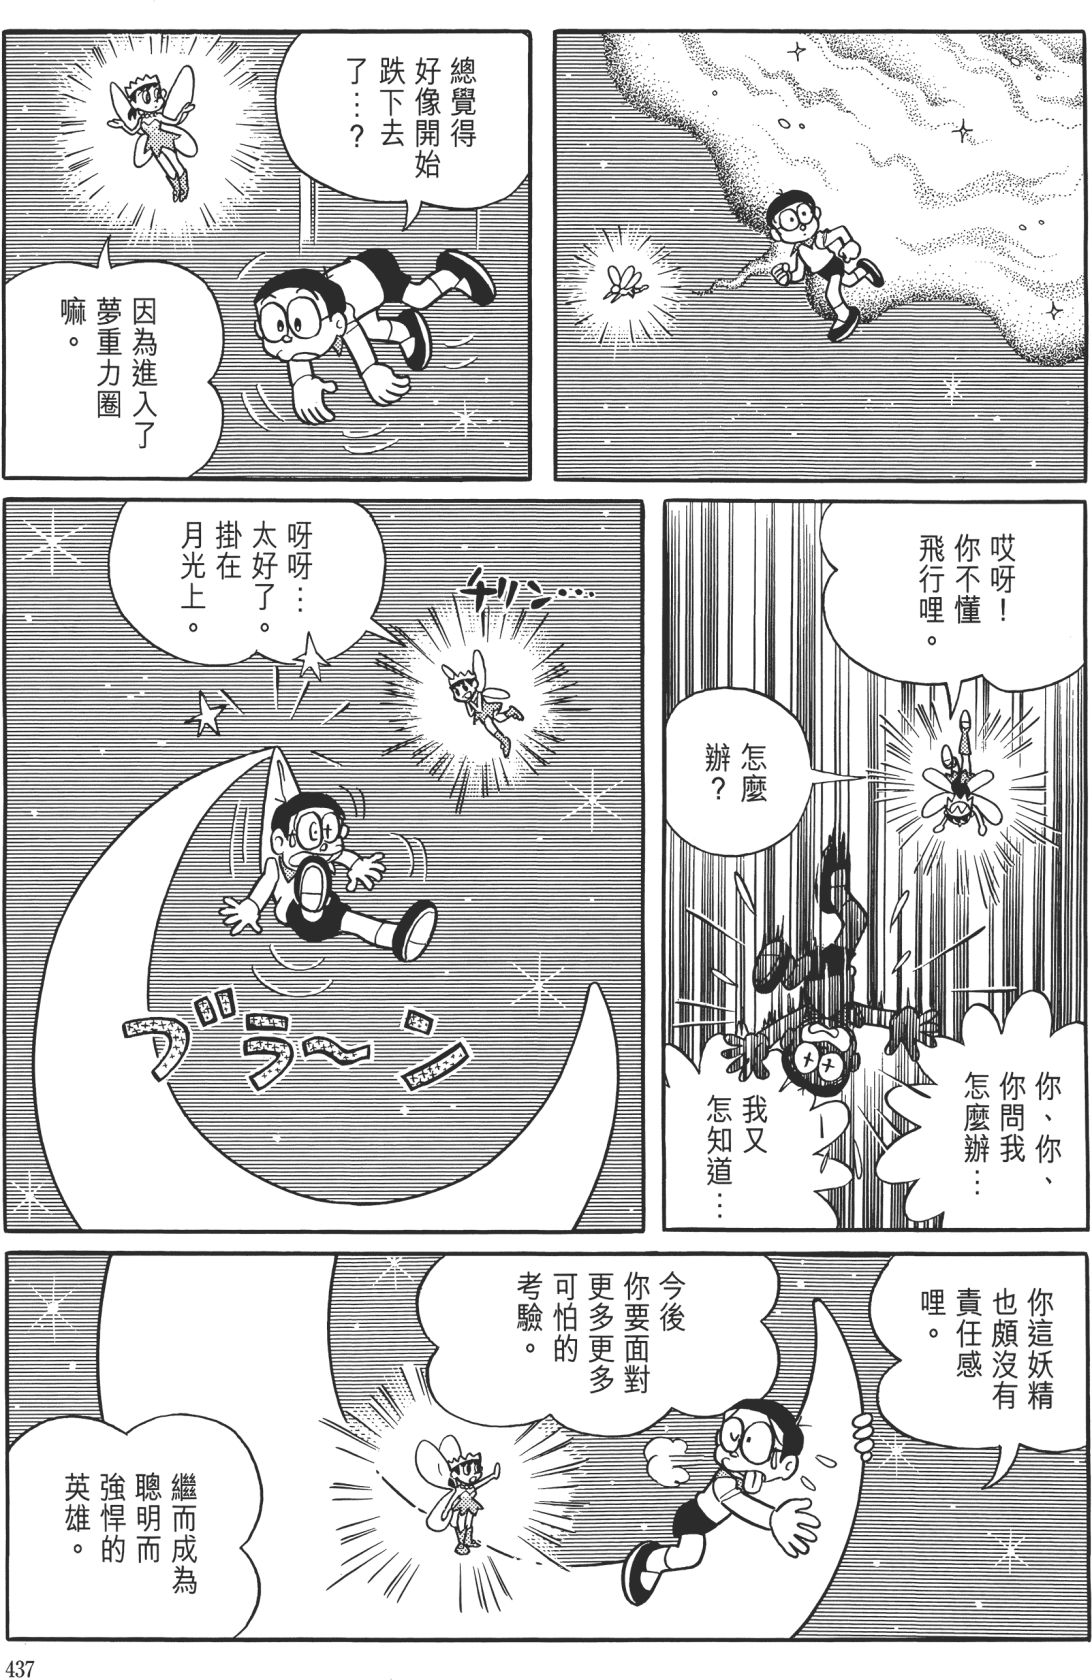 總覺得
好像開始
跌下去
了…？
因為進入了
夢重力圈
嘛。
哎呀！
你不懂
飛行哩。
怎麼
辦？
你、你、
你問我
怎麼辦…
我又
怎知道…
呀呀…
太好了。
掛在
月光上。
チリン…
ブラ〜ン
你這妖精
也頗沒有
責任感
哩。
今後
你要面對
更多更多
可怕的
考驗。
繼而成為
聰明而
強悍的
英雄。
437